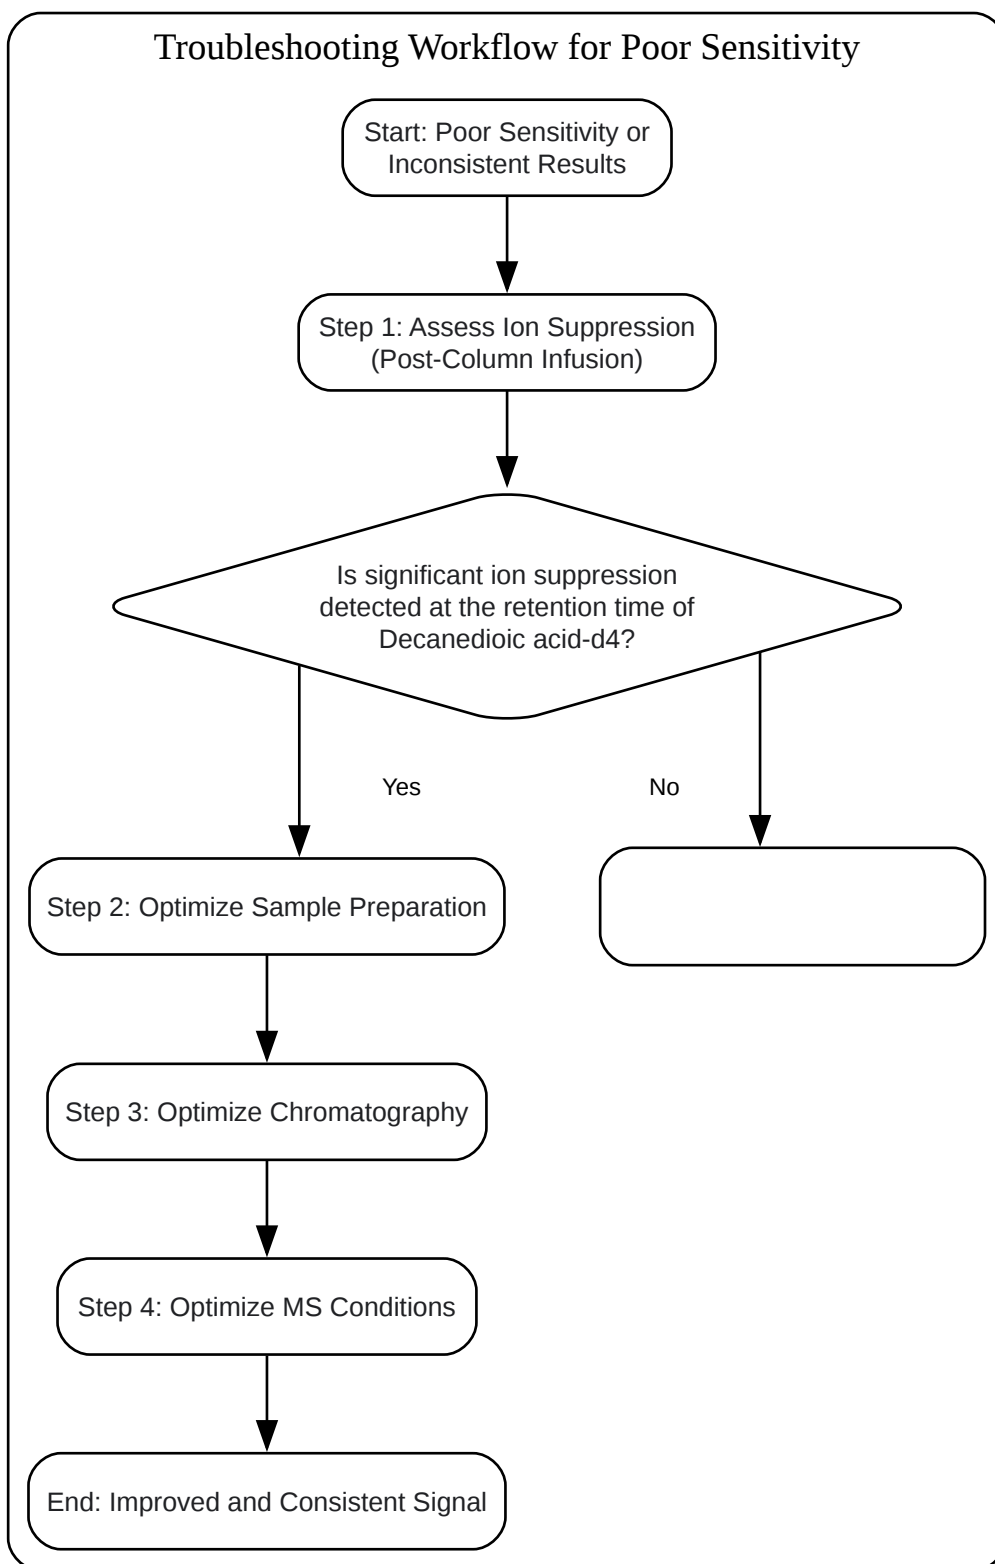 Troubleshooting Workflow for Poor Sensitivity
Start: Poor Sensitivity or
Inconsistent Results
Step 1: Assess Ion Suppression
(Post-Column Infusion)
Is significant ion suppression
detected at the retention time of
Decanedioic acid-d4?
Yes
No
Step 2: Optimize Sample Preparation
Step 3: Optimize Chromatography
Step 4: Optimize MS Conditions
End: Improved and Consistent Signal